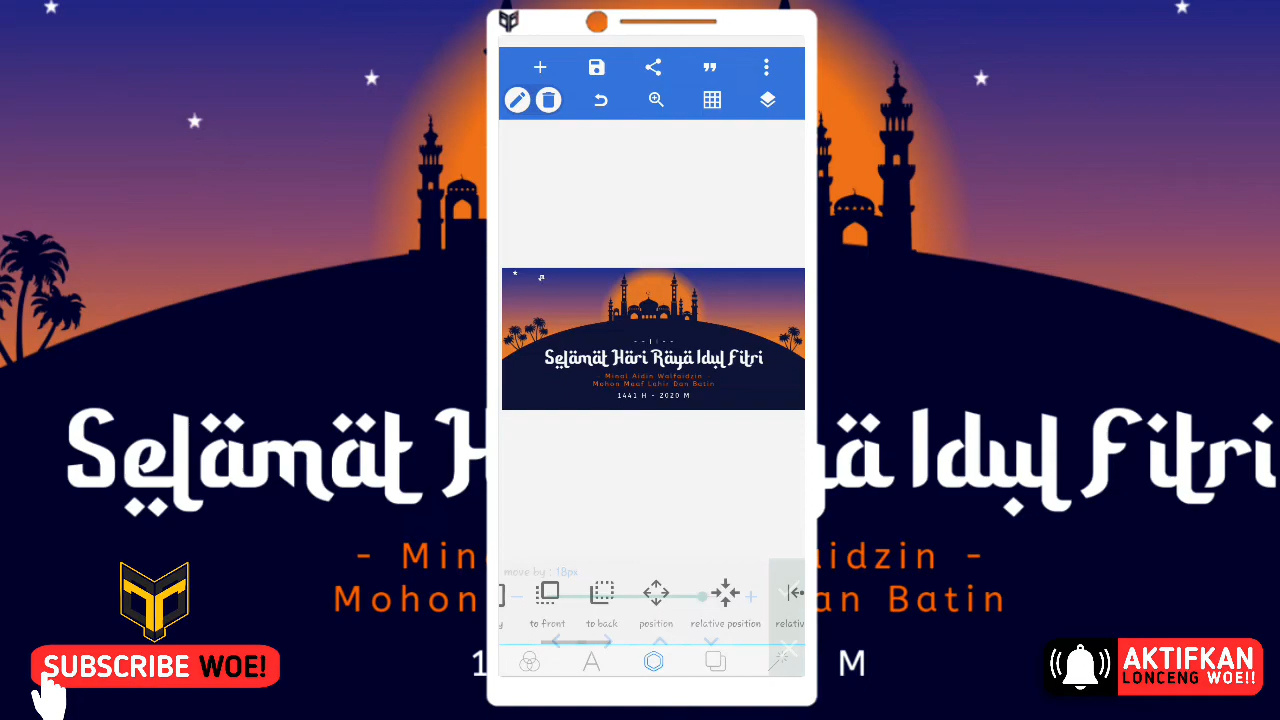 Selämät Häri Räyä Idul Fitri
- Minal Aidin Walfaidzin -
Mohon Maaf Lahir Dan Batin
1441 H - 2020 M
move by : 18px
to front
to back
position
relative position
relativ
Selämät H
ä Idul Fitri
- Min
aidzin -
Mohon
an Batin
1
M
SUBSCRIBE WOE!
AKTIFKAN
LONCENG WOE!!